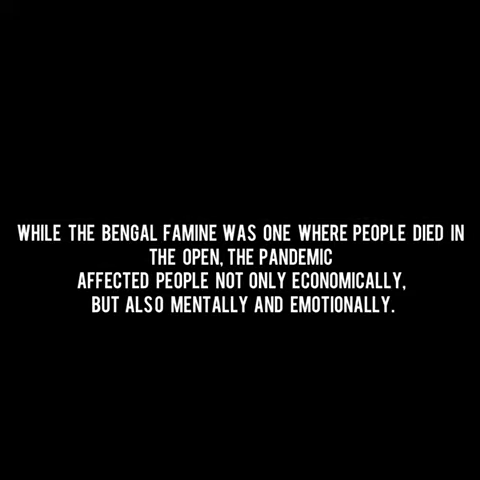 WHILE THE BENGAL FAMINE WAS ONE WHERE PEOPLE DIED IN
THE OPEN, THE PANDEMIC
AFFECTED PEOPLE NOT ONLY ECONOMICALLY,
BUT ALSO MENTALLY AND EMOTIONALLY.